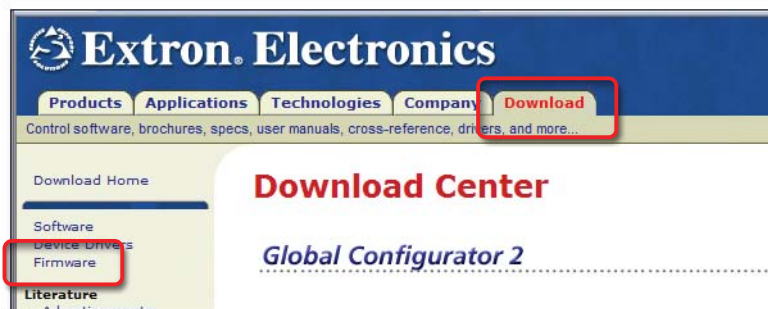 Extron. Electronics
Products Applications Technologies Company Download
Control software, brochures, specs, user manuals, cross-reference, drivers, and more...
Download Home
Download Center
Software
Device Drivers
Global Configurator 2
Firmware
Literature